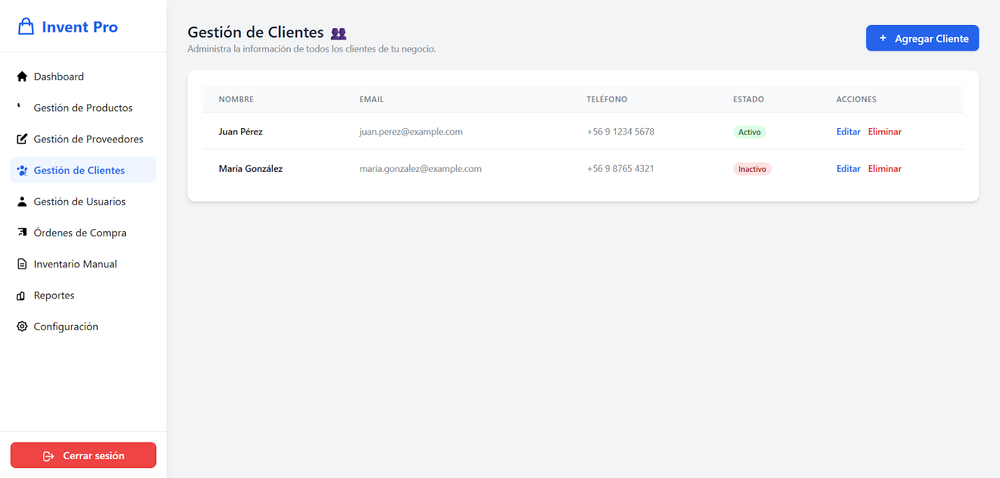 Invent Pro
Dashboard
Gestión de Productos
Gestión de Proveedores
Gestión de Clientes
Gestión de Usuarios
Órdenes de Compra
Inventario Manual
Reportes
Configuración
Cerrar sesión
Gestión de Clientes
Administra la información de todos los clientes de tu negocio.
+ Agregar Cliente
NOMBRE EMAIL TELÉFONO ESTADO ACCIONES
Juan Pérez juan.perez@example.com +56 9 1234 5678 Activo Editar Eliminar
María González maria.gonzalez@example.com +56 9 8765 4321 Inactivo Editar Eliminar